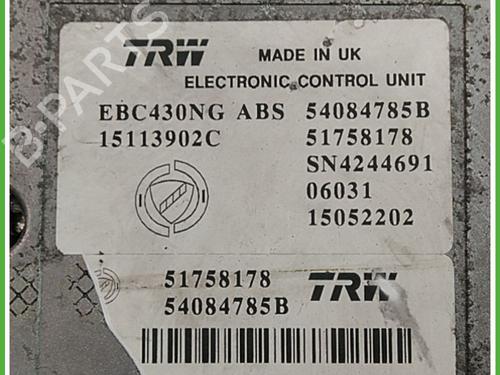 TRW MADE IN UK
ELECTRONIC CONTROL UNIT
EBC430NG ABS 54084785B
15113902C 51758178
SN4244691
06031
15052202
51758178
54084785B TRW
B-PARTS